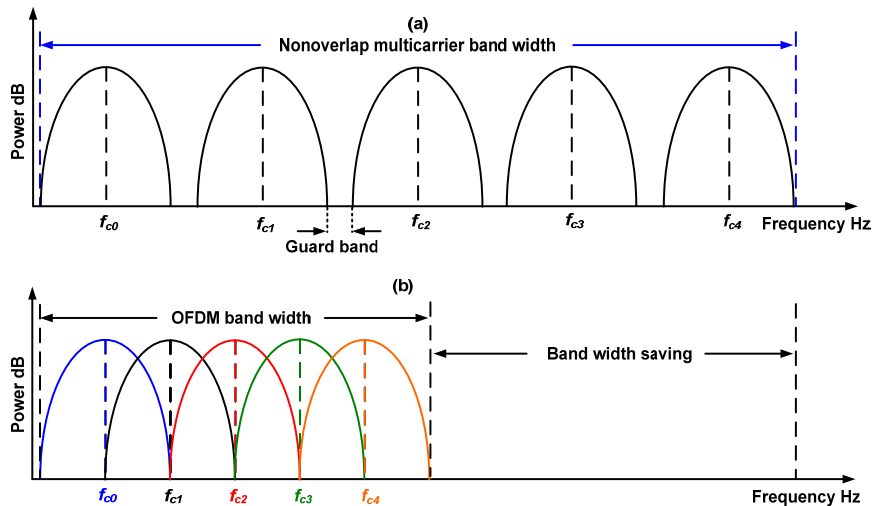 (a)
Nonoverlap multicarrier band width
Power dB
fc0 fc1 fc2 fc3 fc4 Frequency Hz
Guard band
(b)
OFDM band width
Band width saving
Power dB
fc0 fc1 fc2 fc3 fc4 Frequency Hz